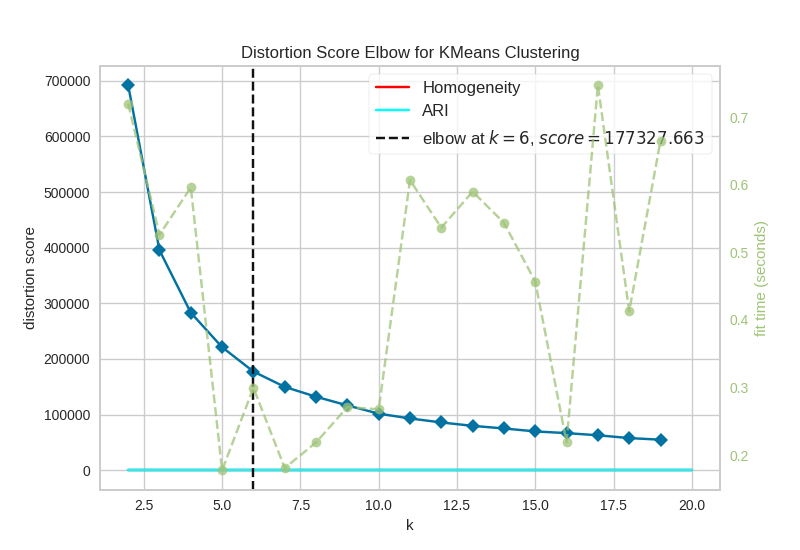 Distortion Score Elbow for KMeans Clustering
Homogeneity
ARI
elbow at k = 6, score = 177327.663
700000
600000
500000
400000
300000
200000
100000
0
distortion score
0.7
0.6
0.5
0.4
0.3
0.2
fit time (seconds)
2.5 5.0 7.5 10.0 12.5 15.0 17.5 20.0
k